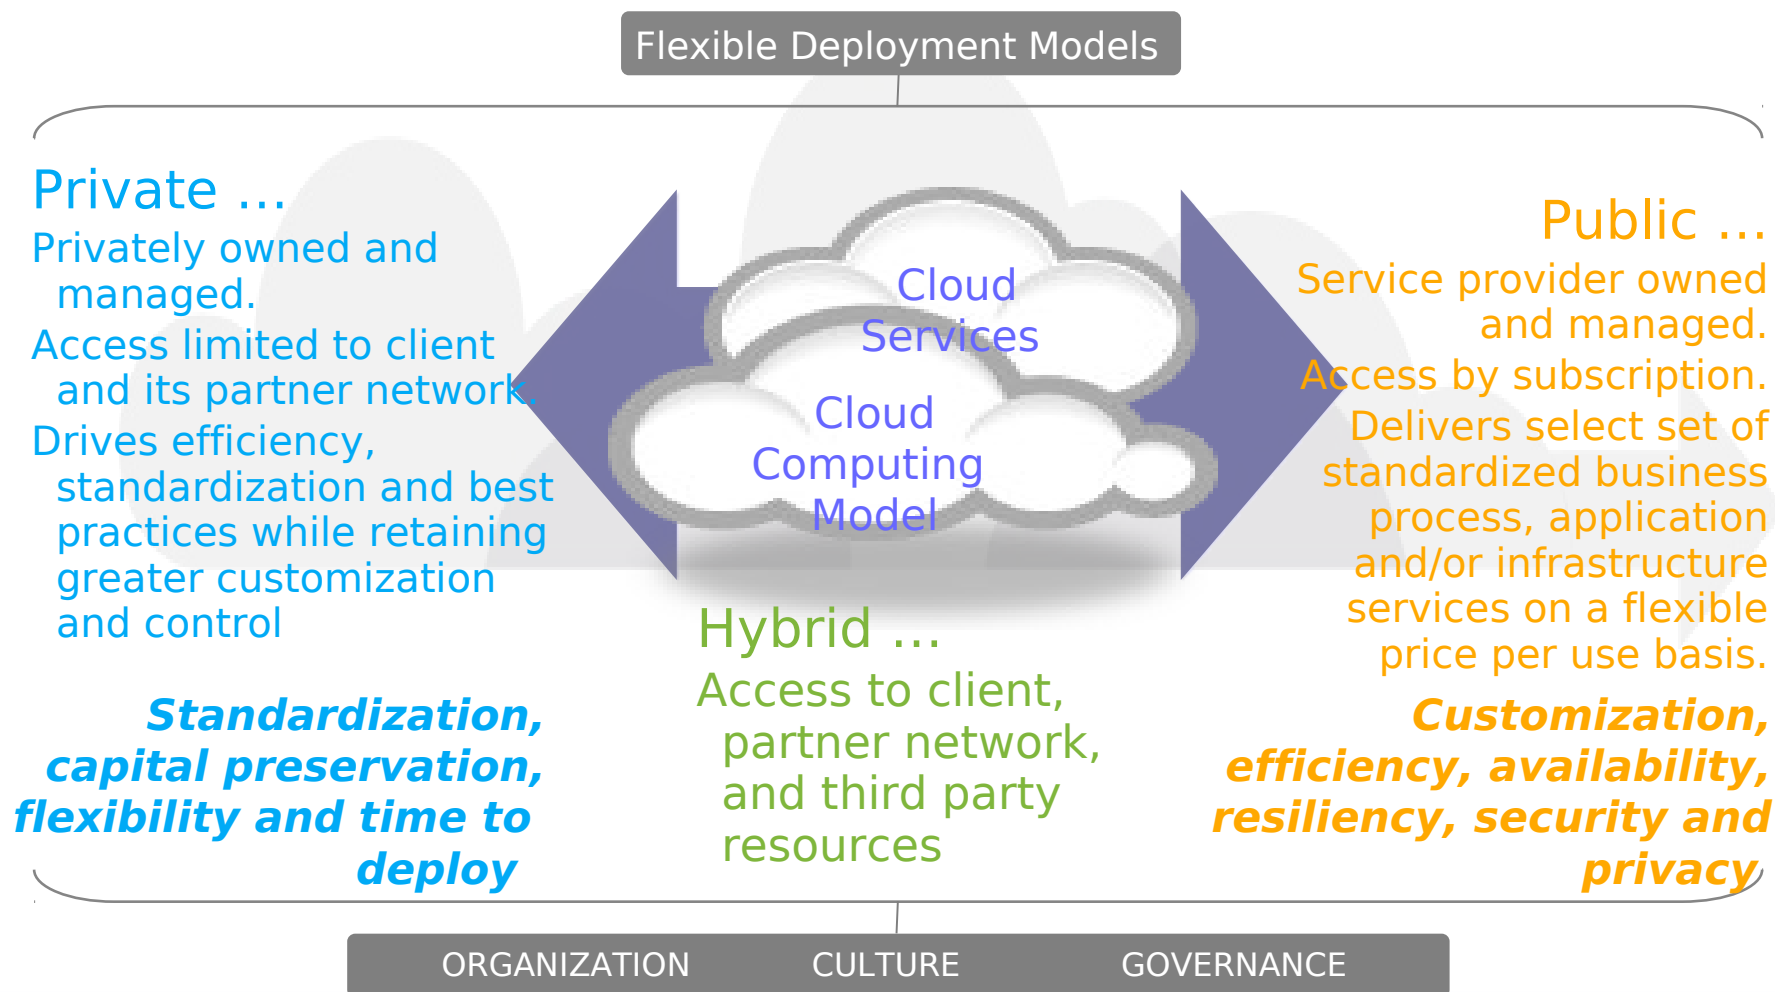 Flexible Deployment Models
Private ...
Privately owned and
managed.
Access limited to client
and its partner network.
Drives efficiency,
standardization and best
practices while retaining
greater customization
and control
Standardization,
capital preservation,
flexibility and time to
deploy
Cloud
Services
Cloud
Computing
Model
Hybrid ...
Access to client,
partner network,
and third party
resources
Public ...
Service provider owned
and managed.
Access by subscription.
Delivers select set of
standardized business
process, application
and/or infrastructure
services on a flexible
price per use basis.
Customization,
efficiency, availability,
resiliency, security and
privacy
ORGANIZATION CULTURE GOVERNANCE